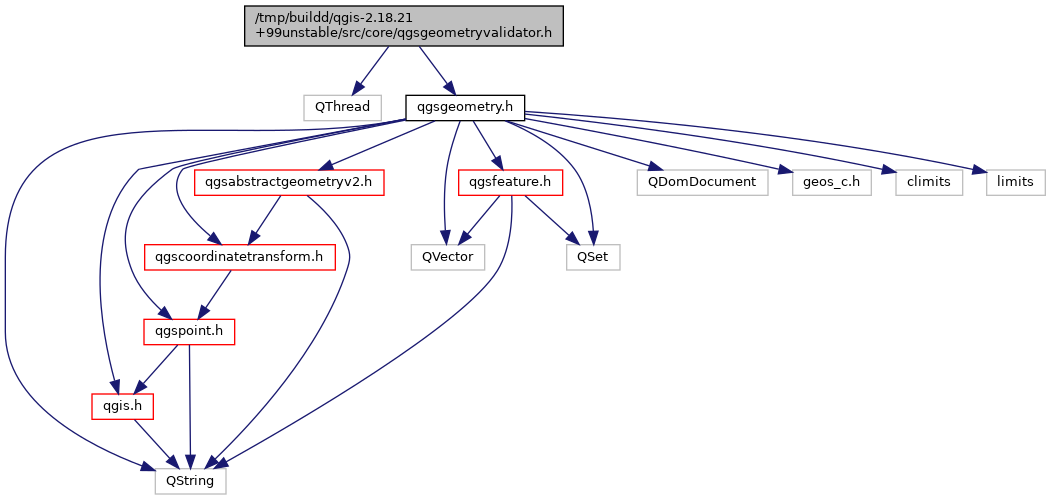 /tmp/buildd/qgis-2.18.21
+99unstable/src/core/qgsgeometryvalidator.h
QThread
qgsgeometry.h
qgsabstractgeometryv2.h
qgsfeature.h
QDomDocument
geos_c.h
climits
limits
qgscoordinatetransform.h
QVector
QSet
qgspoint.h
qgis.h
QString